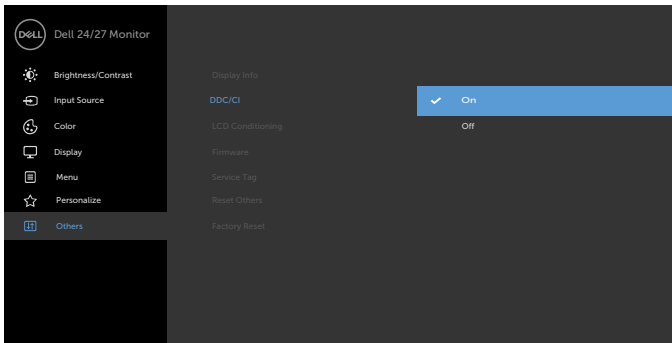 DELL
Dell 24/27 Monitor
Brightness/Contrast
Input Source
Color
Display
Menu
Personalize
Others
Display Info
DDC/CI
LCD Conditioning
Firmware
Service Tag
Reset Others
Factory Reset
On
Off